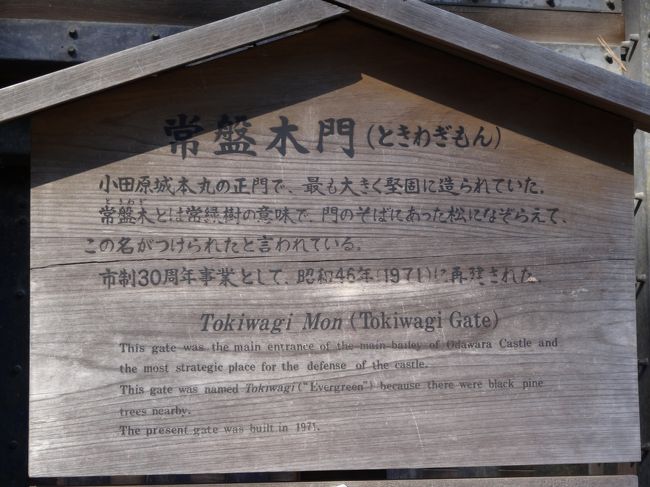 常盤木門(ときわぎもん)
小田原城本丸の正門で、最も大きく堅固に造られていた。
ときわぎ
常盤木とは常緑樹の意味で、門のそばにあった松になぞらえて、
この名がつけられたと言われている。
市制30周年事業として、昭和46年(1971)に再建された。
Tokiwagi Mon (Tokiwagi Gate)
This gate was the main entrance of the main bailey of Odawara Castle and
the most strategic place for the defense of the castle.
This gate was named Tokiwagi ("Evergreen") because there were black pine
trees nearby.
The present gate was built in 1971.